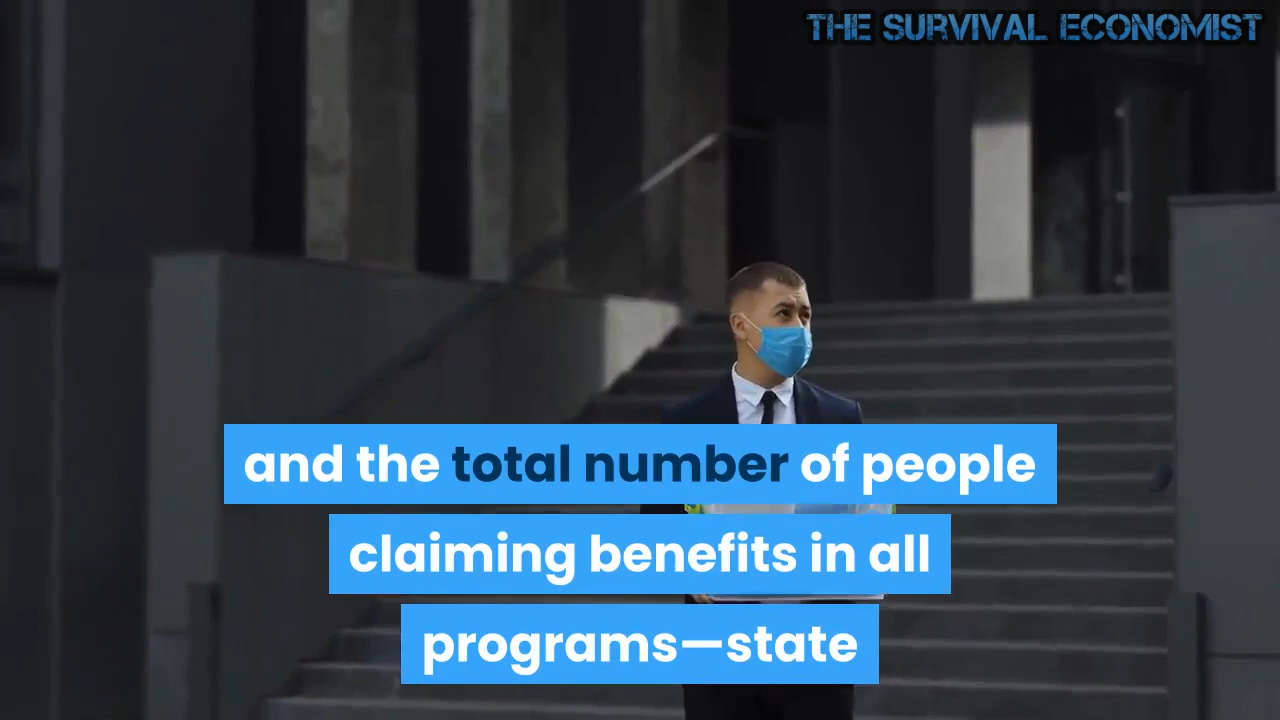 THE SURVIVAL ECONOMIST
and the total number of people
claiming benefits in all
programs—state